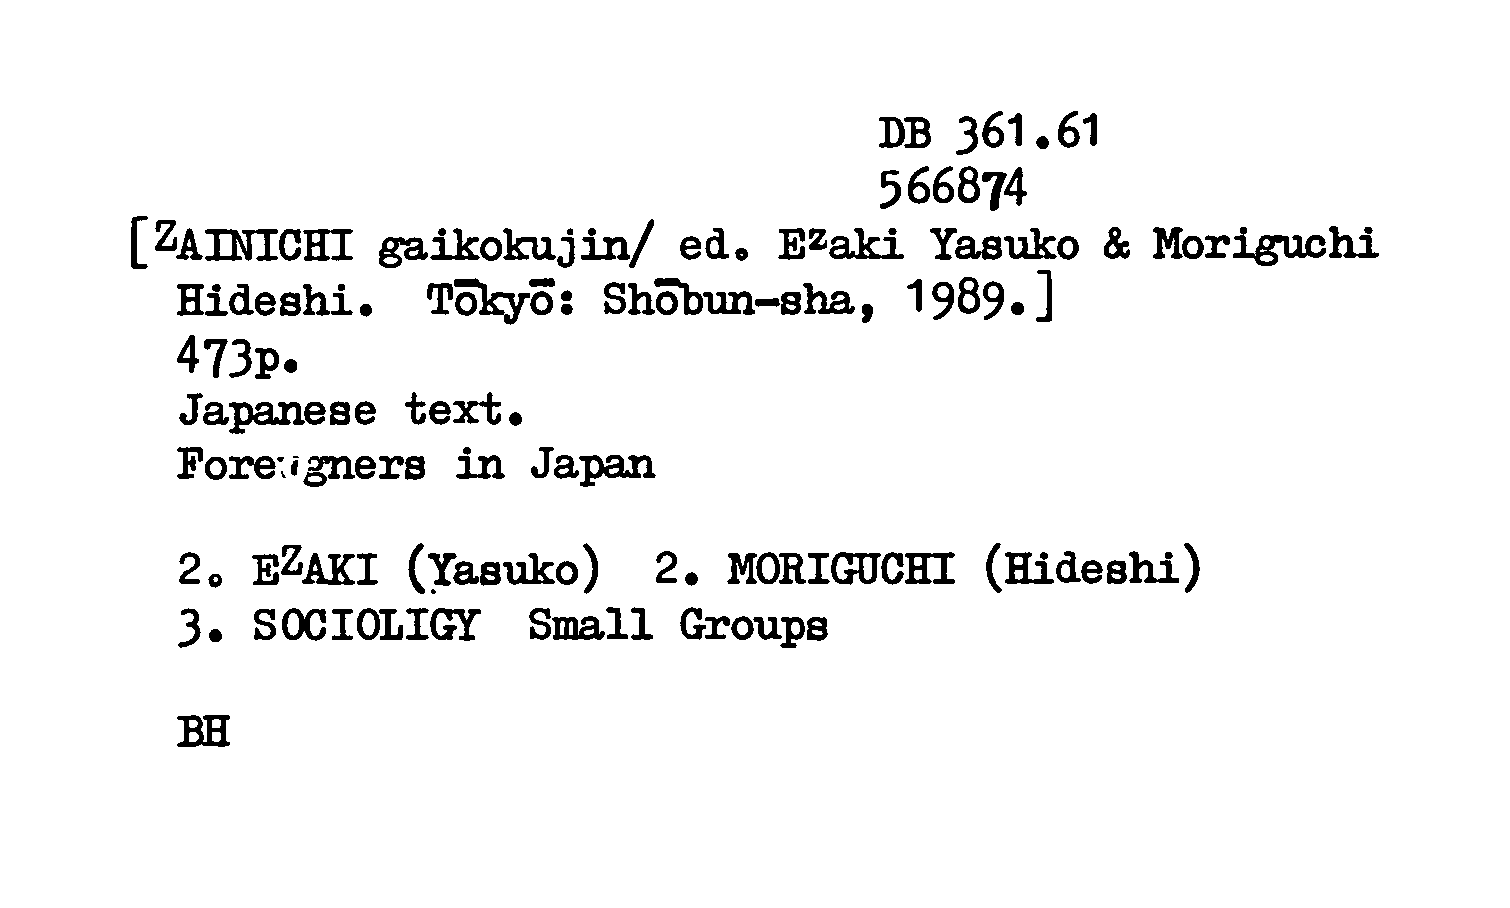 DB 361.61
566874
[ZAINICHI gaikokujin/ ed. Ezaki Yasuko & Moriguchi
Hideshi. Tōkyō: Shōbun-sha, 1989.]
473p.
Japanese text.
Foreigners in Japan
2. EZAKI (Yasuko) 2. MORIGUCHI (Hideshi)
3. SOCIOLIGY Small Groups
BH